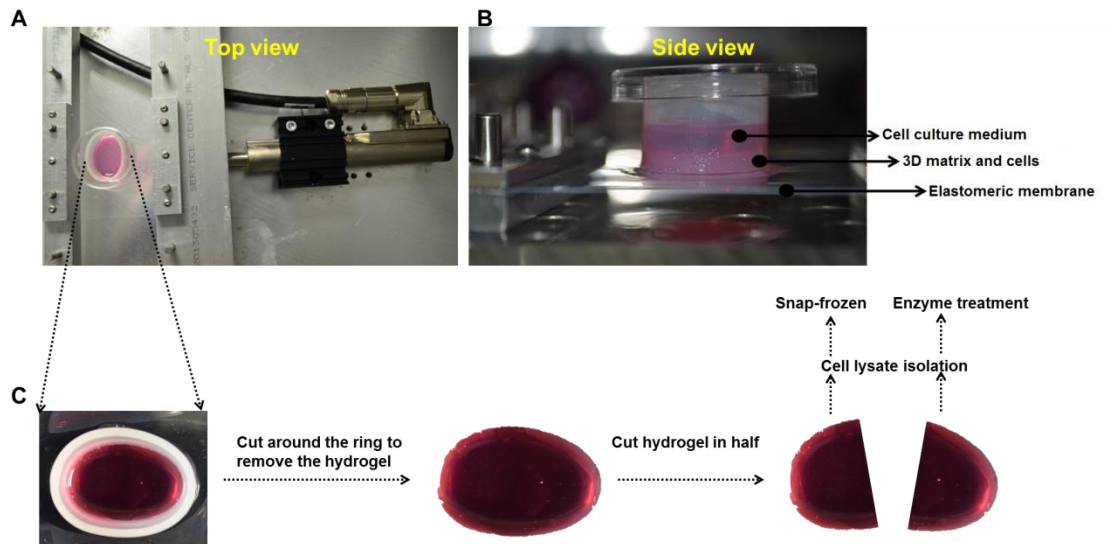 A
Top view
B
Side view
Cell culture medium
3D matrix and cells
Elastomeric membrane
Snap-frozen
Enzyme treatment
Cell lysate isolation
C
Cut around the ring to
remove the hydrogel
Cut hydrogel in half